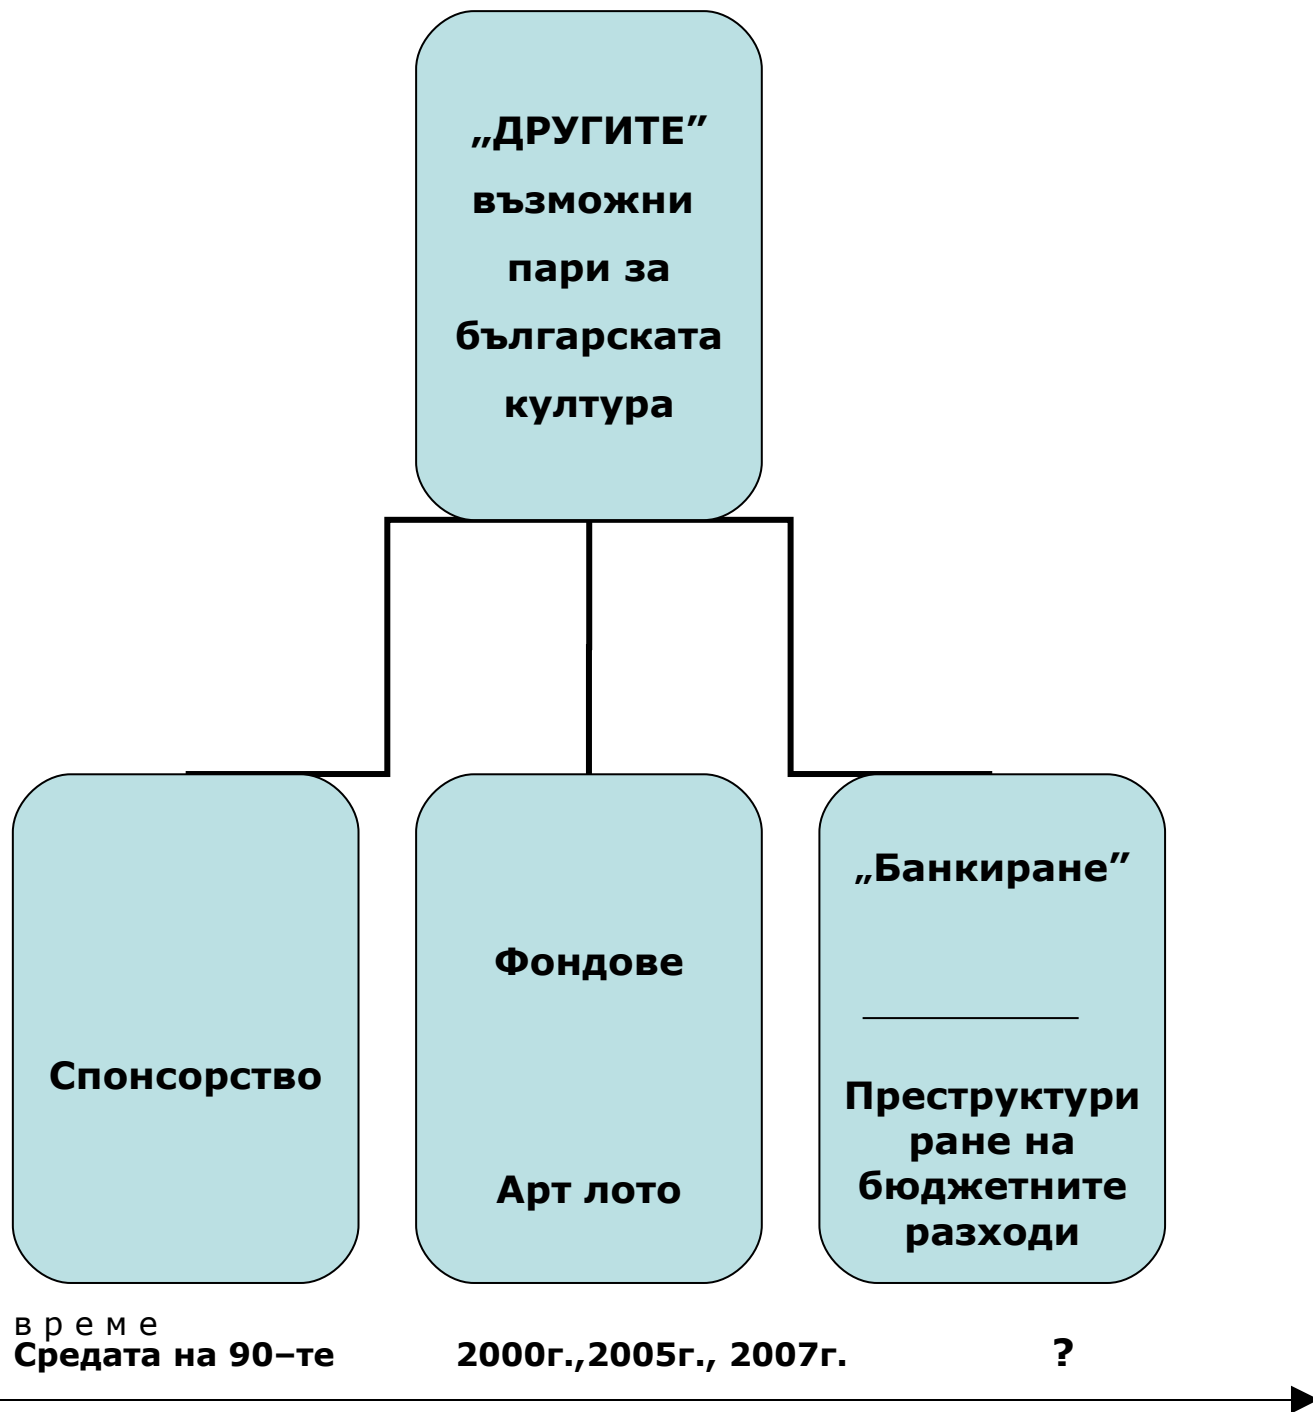 „ДРУГИТЕ”
възможни
пари за
българската
култура
Спонсорство
Фондове
Арт лото
„Банкиране”
Преструктури
ране на
бюджетните
разходи
в р е м е
Средата на 90–те 2000г.,2005г., 2007г. ?